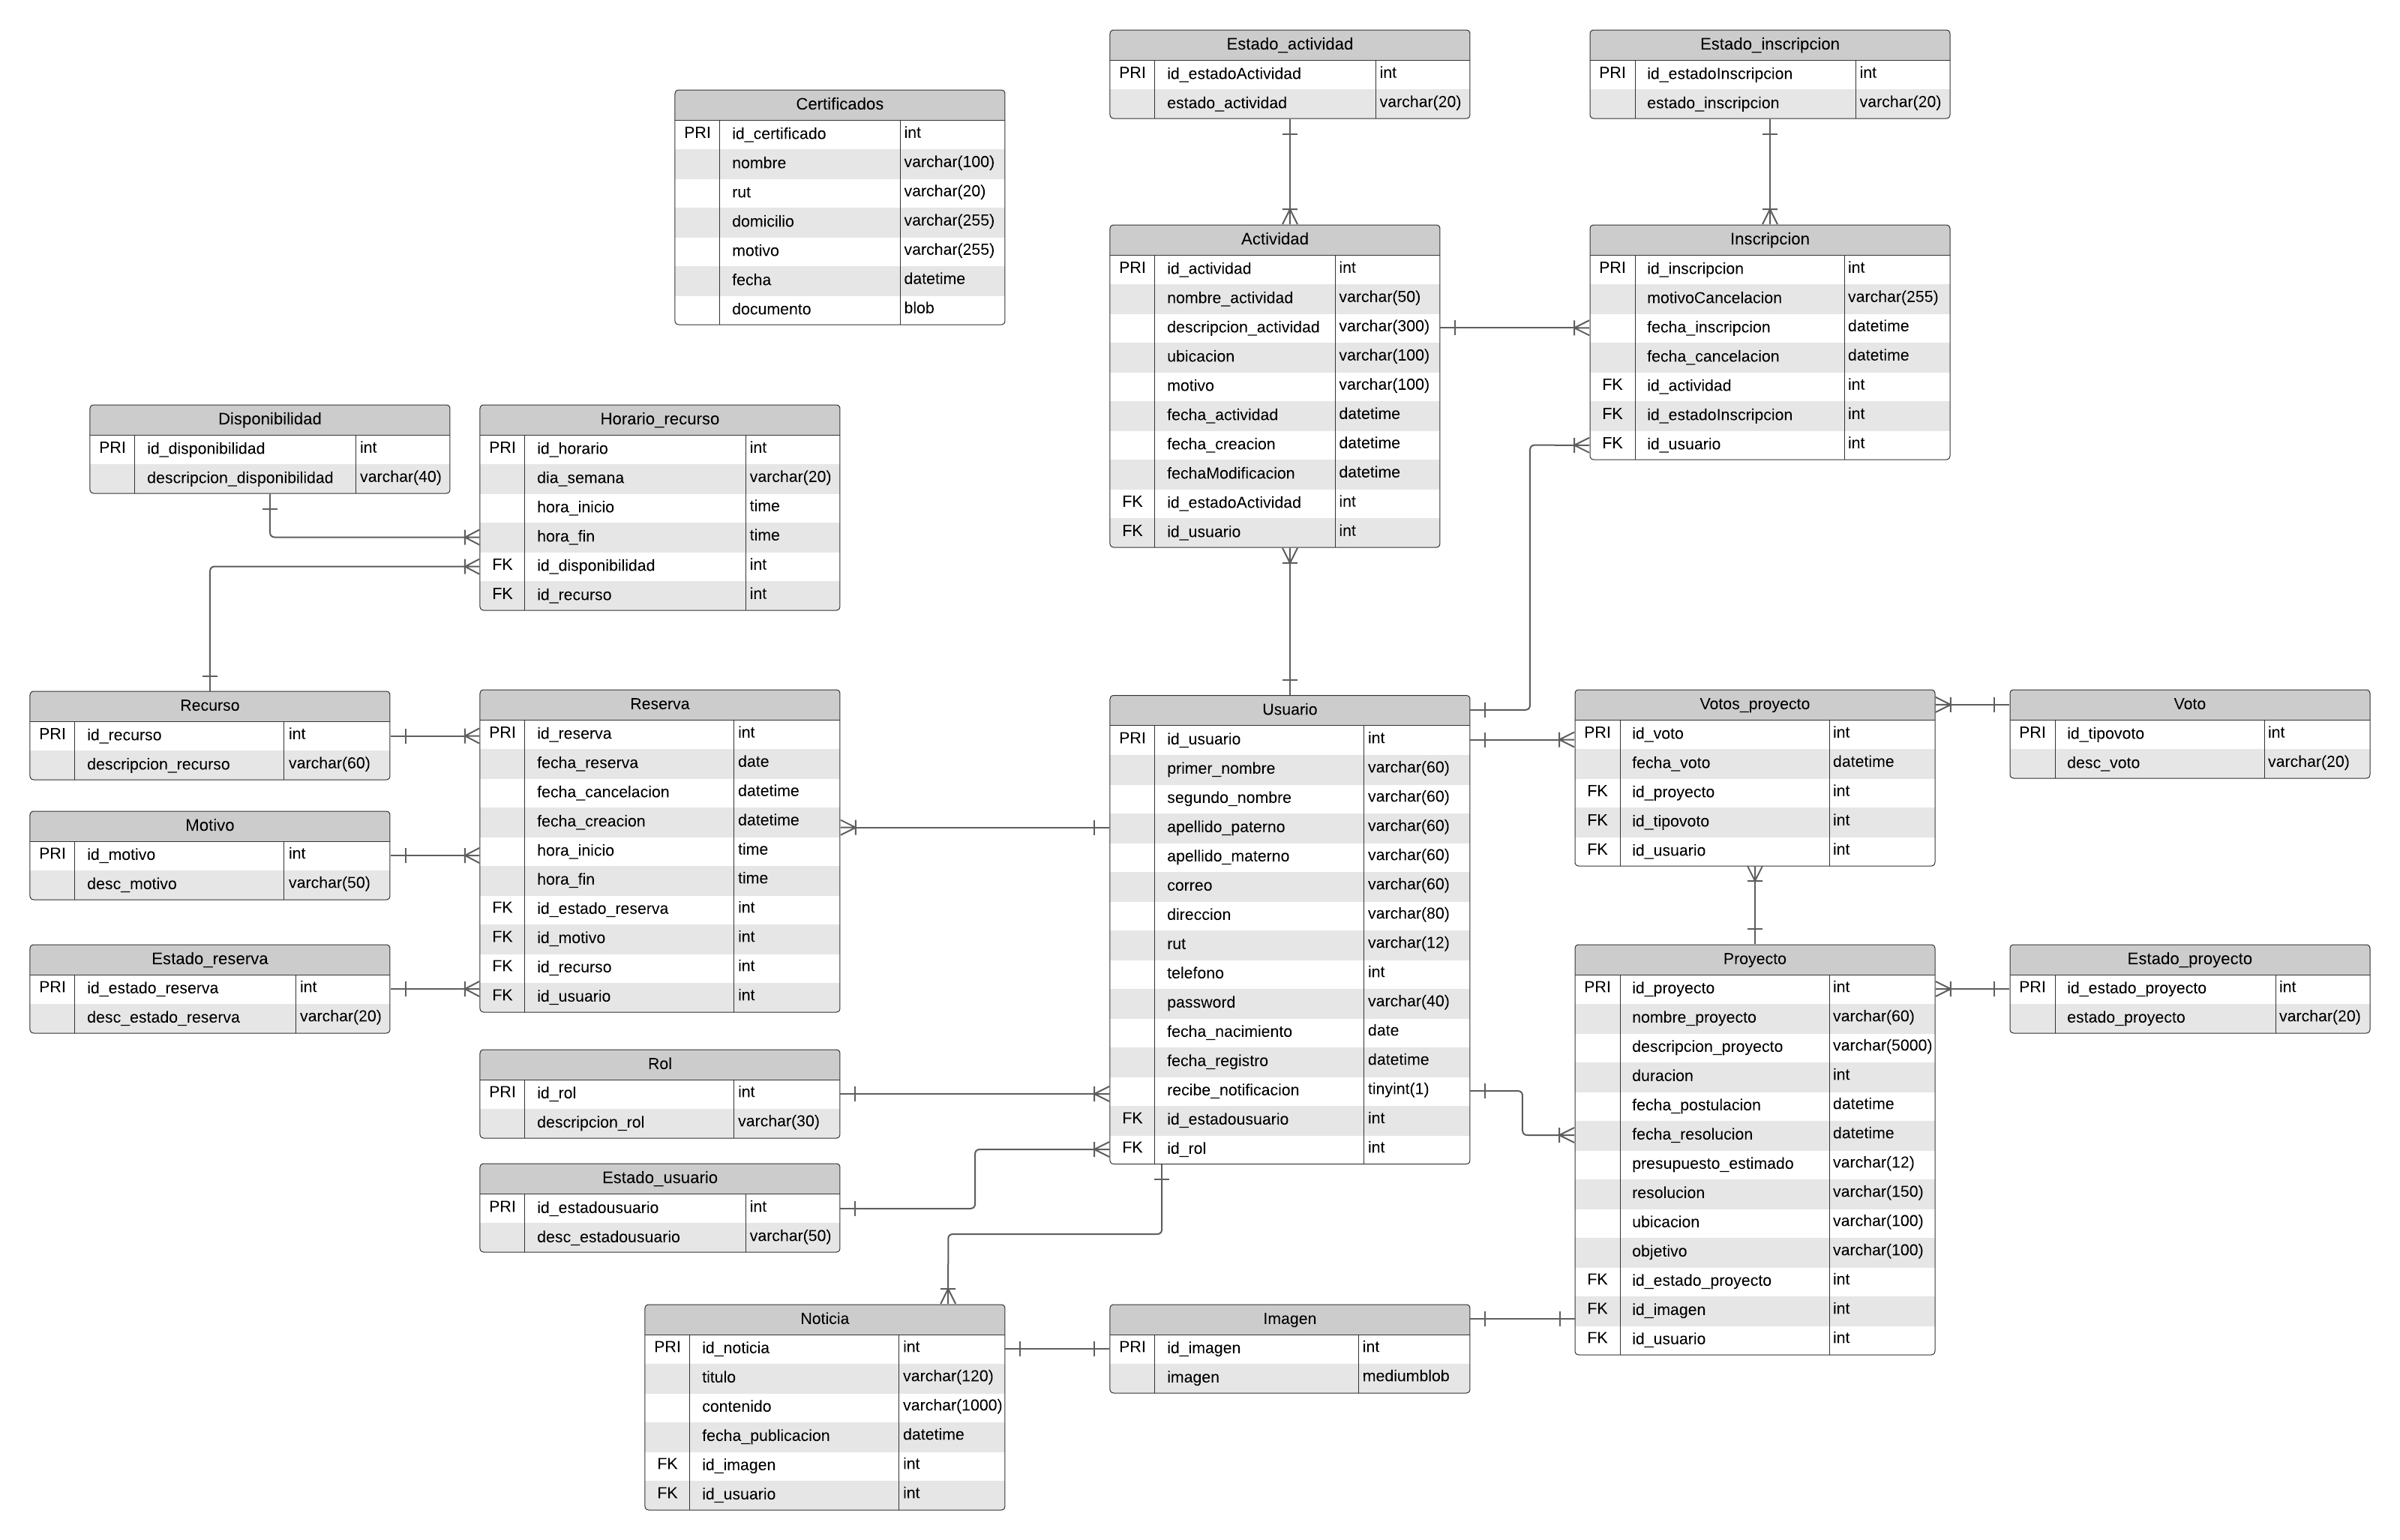 Estado_actividad
PRI id_estadoActividad int
estado_actividad varchar(20)
Estado_inscripcion
PRI id_estadoInscripcion int
estado_inscripcion varchar(20)
Certificados
PRI id_certificado int
nombre varchar(100)
rut varchar(20)
domicilio varchar(255)
motivo varchar(255)
fecha datetime
documento blob
Actividad
PRI id_actividad int
nombre_actividad varchar(50)
descripcion_actividad varchar(300)
ubicacion varchar(100)
motivo varchar(100)
fecha_actividad datetime
fecha_creacion datetime
fechaModificacion datetime
FK id_estadoActividad int
FK id_usuario int
Inscripcion
PRI id_inscripcion int
motivoCancelacion varchar(255)
fecha_inscripcion datetime
fecha_cancelacion datetime
FK id_actividad int
FK id_estadoInscripcion int
FK id_usuario int
Disponibilidad
PRI id_disponibilidad int
descripcion_disponibilidad varchar(40)
Horario_recurso
PRI id_horario int
dia_semana varchar(20)
hora_inicio time
hora_fin time
FK id_disponibilidad int
FK id_recurso int
Recurso
PRI id_recurso int
descripcion_recurso varchar(60)
Motivo
PRI id_motivo int
desc_motivo varchar(50)
Estado_reserva
PRI id_estado_reserva int
desc_estado_reserva varchar(20)
Reserva
PRI id_reserva int
fecha_reserva date
fecha_cancelacion datetime
fecha_creacion datetime
hora_inicio time
hora_fin time
FK id_estado_reserva int
FK id_motivo int
FK id_recurso int
FK id_usuario int
Rol
PRI id_rol int
descripcion_rol varchar(30)
Estado_usuario
PRI id_estadousuario int
desc_estadousuario varchar(50)
Usuario
PRI id_usuario int
primer_nombre varchar(60)
segundo_nombre varchar(60)
apellido_paterno varchar(60)
apellido_materno varchar(60)
correo varchar(60)
direccion varchar(80)
rut varchar(12)
telefono int
password varchar(40)
fecha_nacimiento date
fecha_registro datetime
recibe_notificacion tinyint(1)
FK id_estadousuario int
FK id_rol int
Votos_proyecto
PRI id_voto int
fecha_voto datetime
FK id_proyecto int
FK id_tipovoto int
FK id_usuario int
Voto
PRI id_tipovoto int
desc_voto varchar(20)
Proyecto
PRI id_proyecto int
nombre_proyecto varchar(60)
descripcion_proyecto varchar(5000)
duracion int
fecha_postulacion datetime
fecha_resolucion datetime
presupuesto_estimado varchar(12)
resolucion varchar(150)
ubicacion varchar(100)
objetivo varchar(100)
FK id_estado_proyecto int
FK id_imagen int
FK id_usuario int
Estado_proyecto
PRI id_estado_proyecto int
estado_proyecto varchar(20)
Noticia
PRI id_noticia int
titulo varchar(120)
contenido varchar(1000)
fecha_publicacion datetime
FK id_imagen int
FK id_usuario int
Imagen
PRI id_imagen int
imagen mediumblob